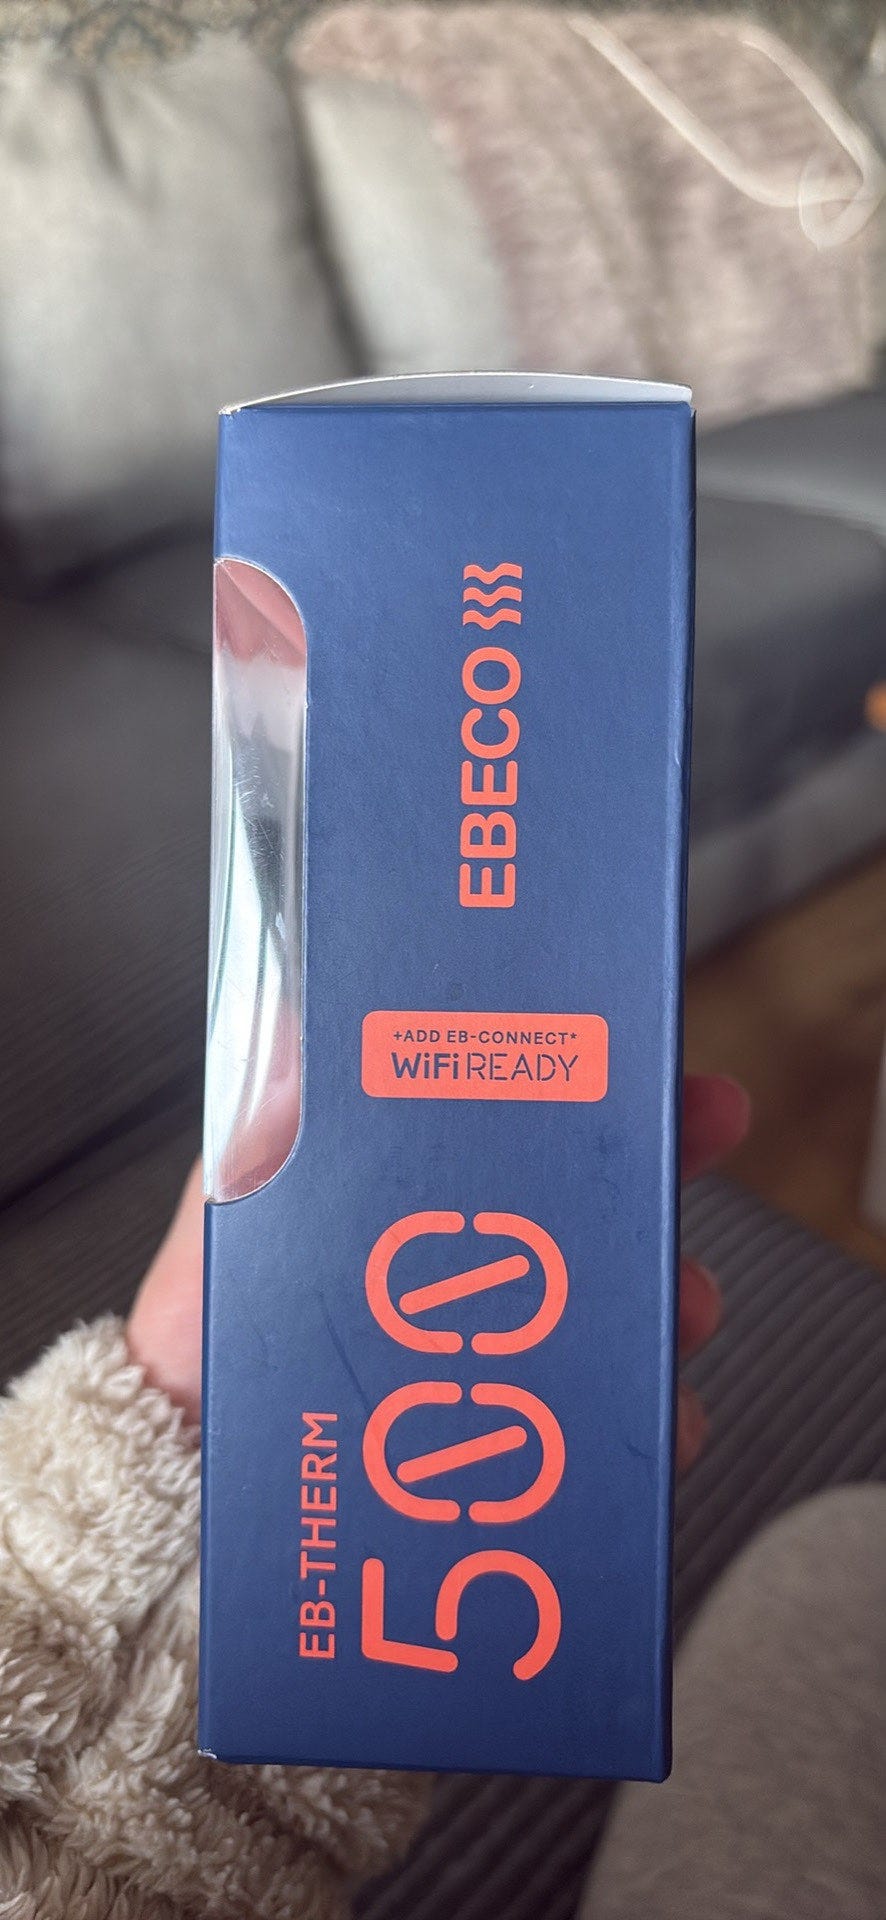 EB-THERM
500
+ADD EB-CONNECT*
WiFi READY
EBECO